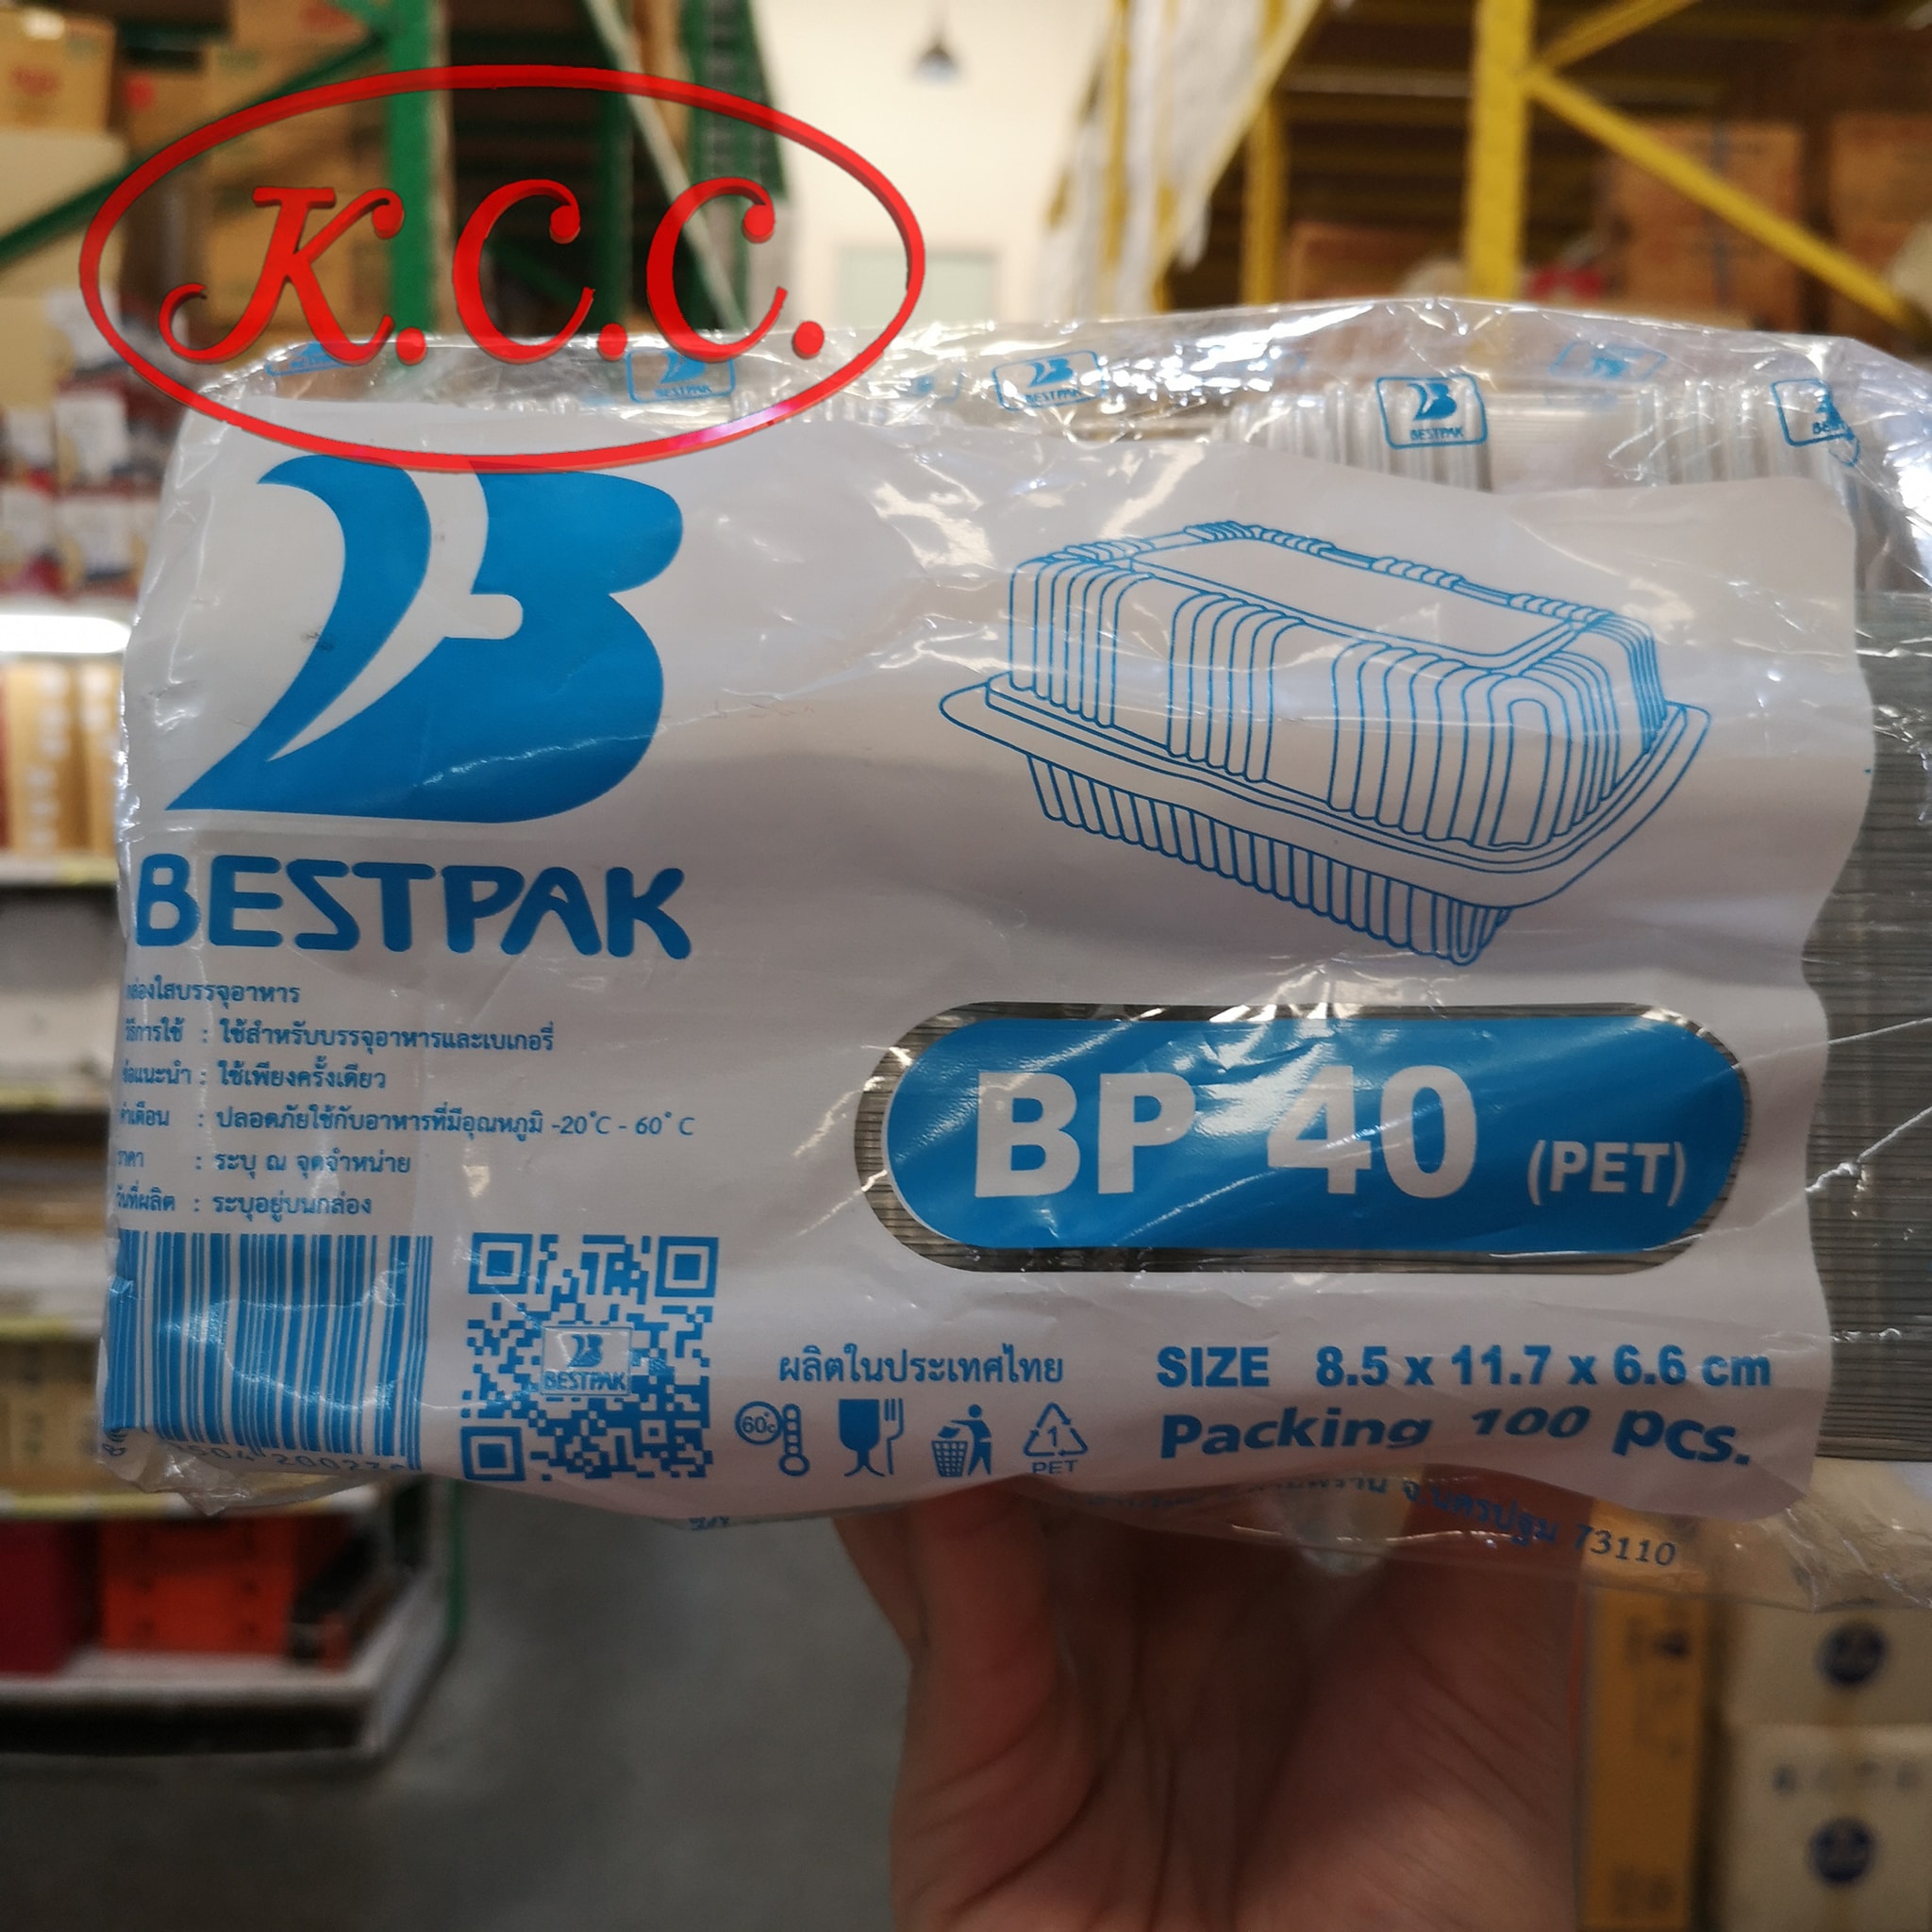 K.C.C.
BESTPAK
BESTPAK
BESTPAK
BESTPAK
กล่องใสบรรจุอาหาร
วิธีการใช้ : ใช้สำหรับบรรจุอาหารและเบเกอรี่
ข้อแนะนำ : ใช้เพียงครั้งเดียว
คำเตือน : ปลอดภัยใช้กับอาหารที่มีอุณหภูมิ -20°C - 60° C
ราคา : ระบุ ณ จุดจำหน่าย
วันที่ผลิต : ระบุอยู่บนกล่อง
BP 40 (PET)
BESTPAK
ผลิตในประเทศไทย
60°C
1
PET
SIZE 8.5 x 11.7 x 6.6 cm
Packing 100 pcs.
จ.นครปฐม 73110